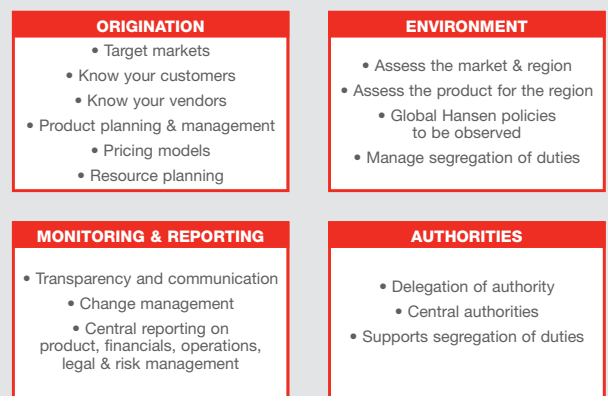 ORIGINATION
• Target markets
• Know your customers
• Know your vendors
• Product planning & management
• Pricing models
• Resource planning
ENVIRONMENT
• Assess the market & region
• Assess the product for the region
• Global Hansen policies
to be observed
• Manage segregation of duties
MONITORING & REPORTING
• Transparency and communication
• Change management
• Central reporting on
product, financials, operations,
legal & risk management
AUTHORITIES
• Delegation of authority
• Central authorities
• Supports segregation of duties